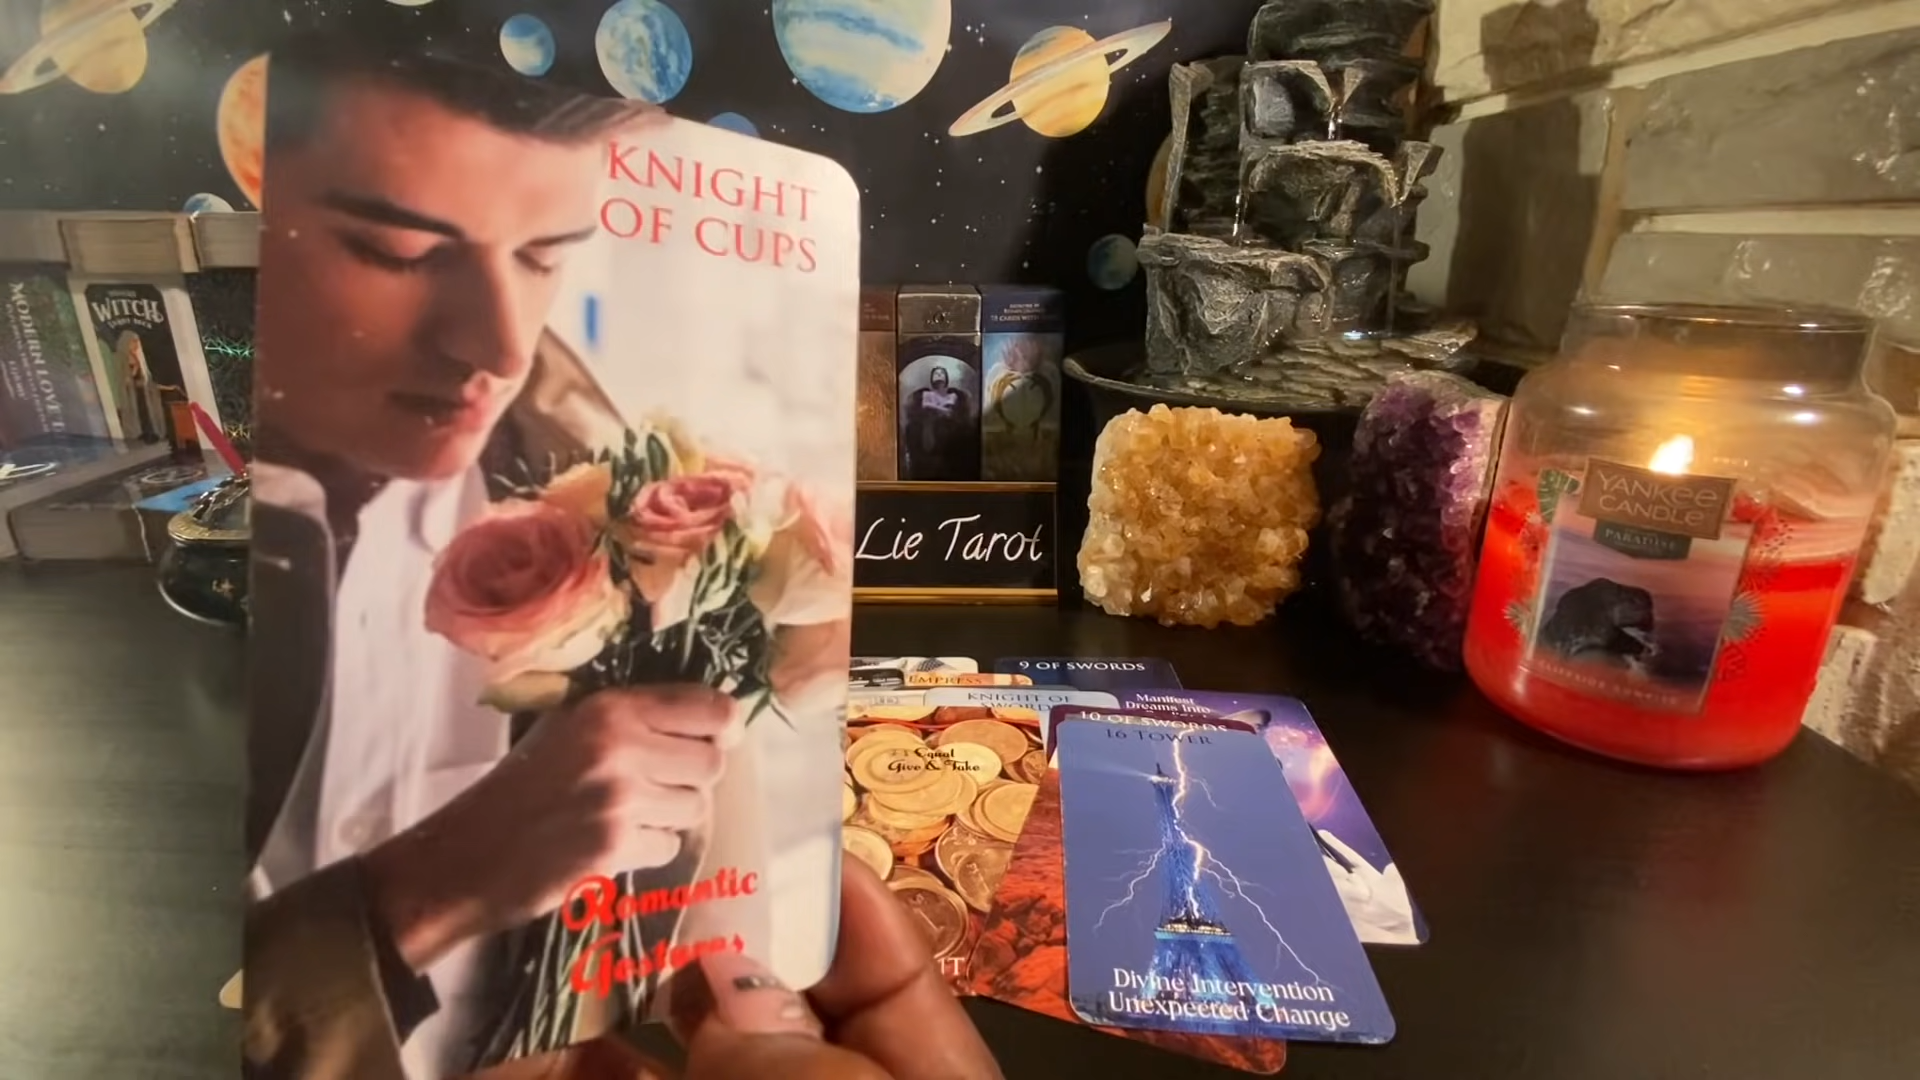 KNIGHT
OF CUPS
Romantic
Gestures
MODERN LOVE
WITCH
Lie Tarot
YANKEE
CANDLE
PARADISE
9 OF SWORDS
EMPRESS
KNIGHT OF
SWORDS
Manifest
Dreams Into
10 OF SWORDS
16 TOWER
Equal
Give & Take
Divine Intervention
Unexpected Change